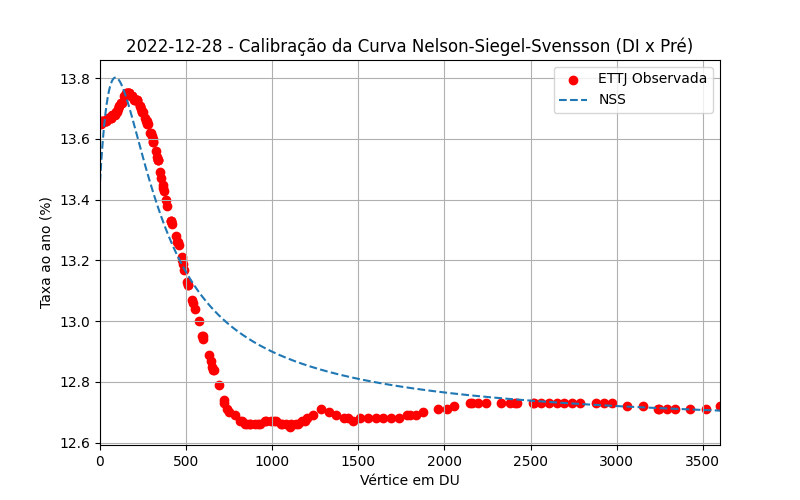 2022-12-28 - Calibração da Curva Nelson-Siegel-Svensson (DI x Pré)
ETTJ Observada
NSS
Taxa ao ano (%)
13.8
13.6
13.4
13.2
13.0
12.8
12.6
0 500 1000 1500 2000 2500 3000 3500
Vértice em DU